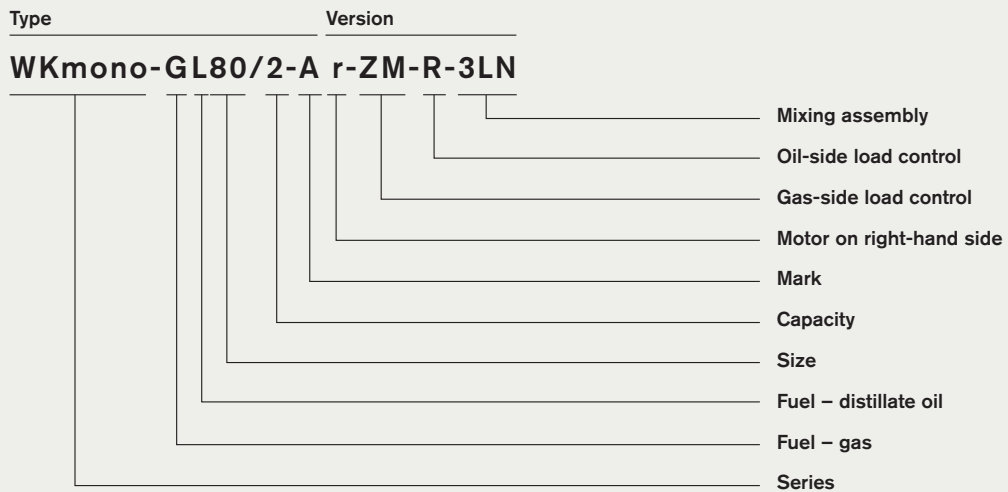 Type Version
WKmono-GL80/2-A r-ZM-R-3LN
Mixing assembly
Oil-side load control
Gas-side load control
Motor on right-hand side
Mark
Capacity
Size
Fuel – distillate oil
Fuel – gas
Series